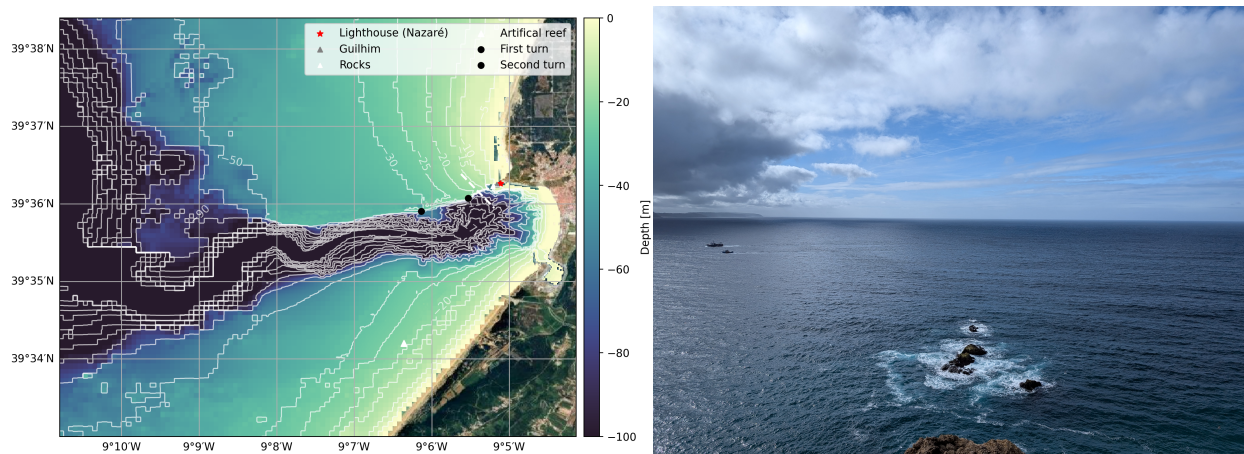 Lighthouse (Nazaré)
Guilhim
Rocks
Artifical reef
First turn
Second turn
39°38'N
39°37'N
39°36'N
39°35'N
39°34'N
9°10'W
9°9'W
9°8'W
9°7'W
9°6'W
9°5'W
50
30
25
20
10
15
90
20
0
−20
−40
−60
−80
−100
Depth [m]